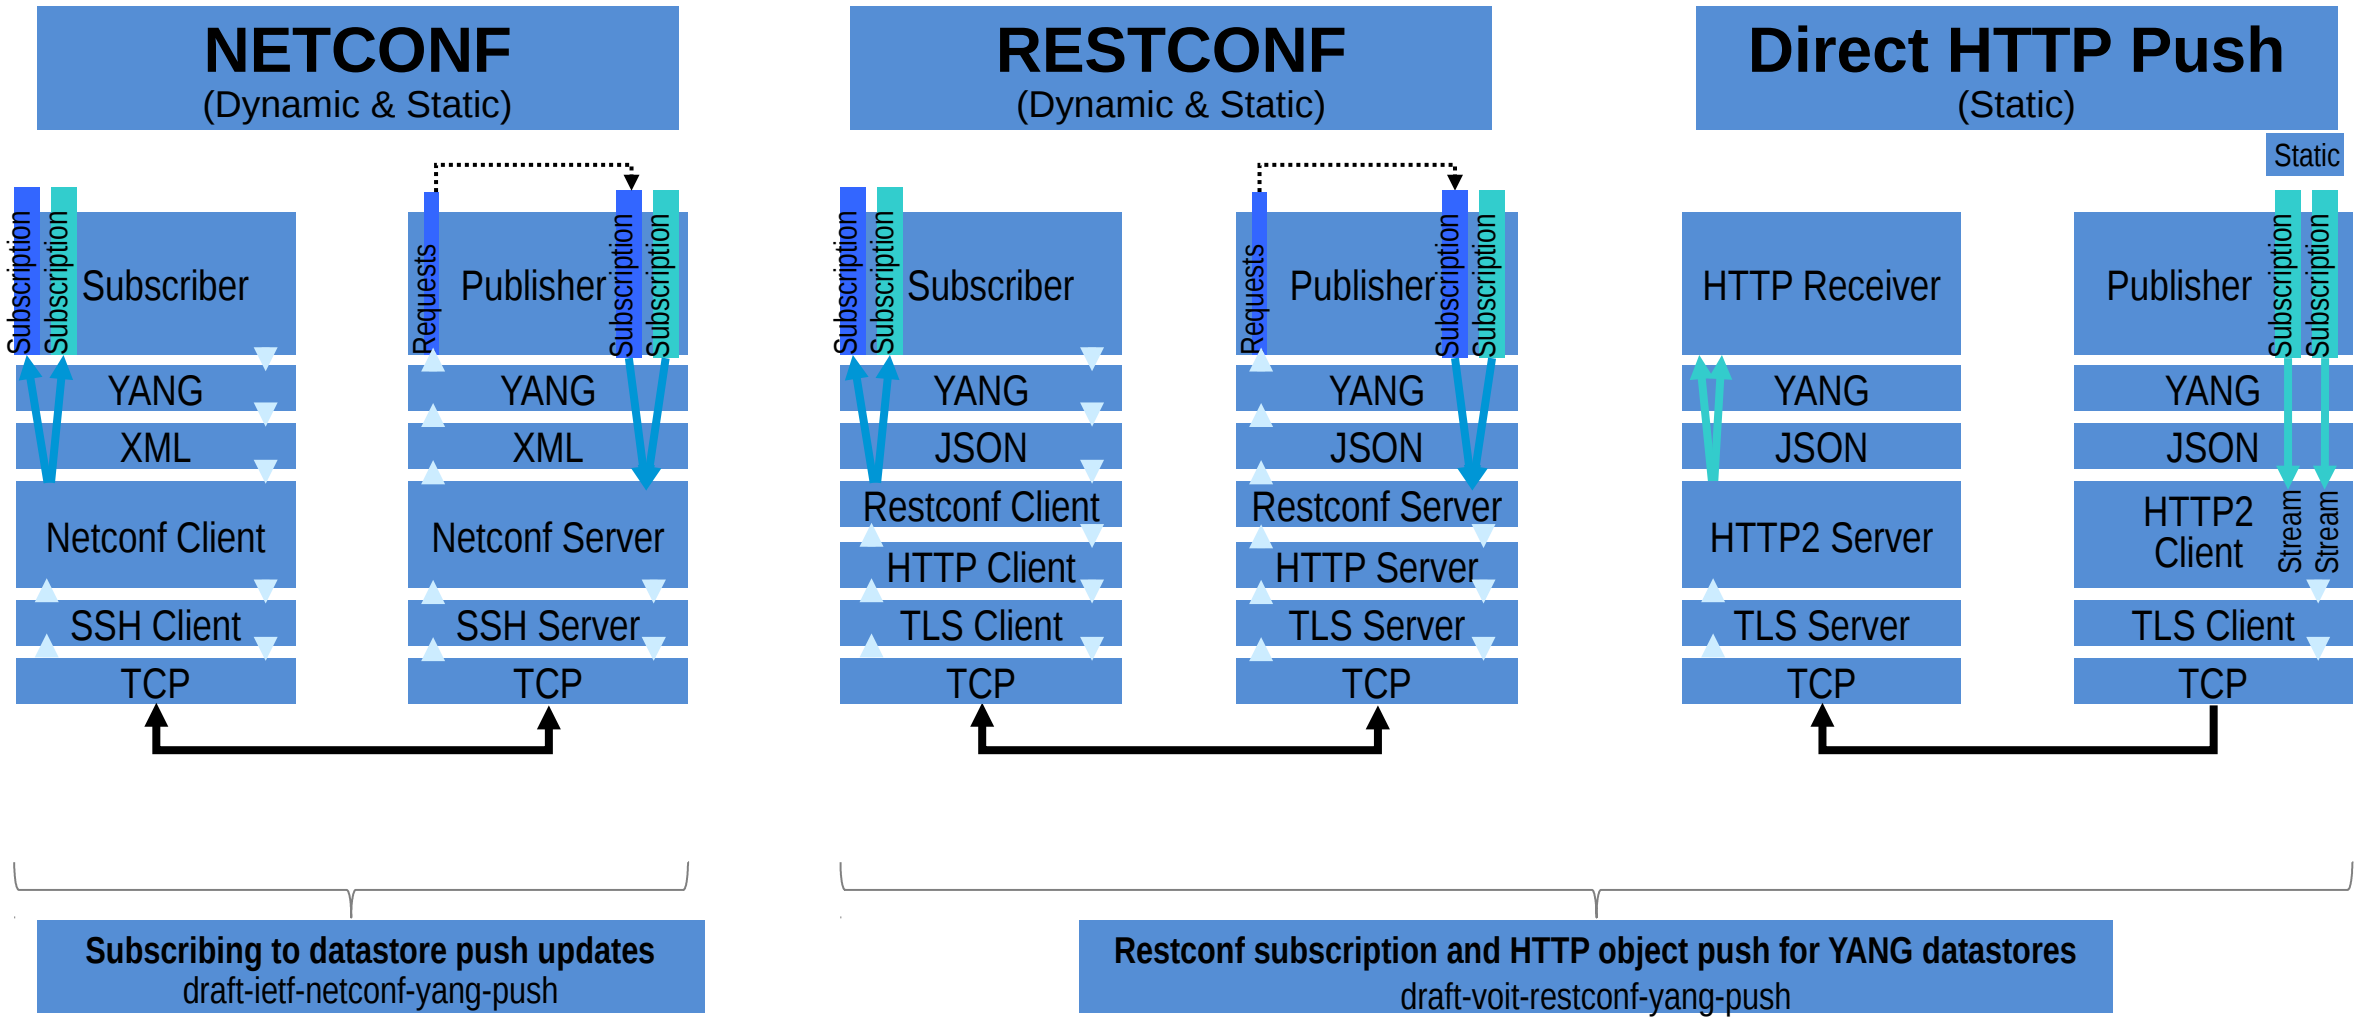 NETCONF
(Dynamic & Static)
Subscription
Subscription
Subscriber
YANG
XML
Netconf Client
SSH Client
TCP
Requests
Publisher
Subscription
Subscription
YANG
XML
Netconf Server
SSH Server
TCP
RESTCONF
(Dynamic & Static)
Subscription
Subscription
Subscriber
YANG
JSON
Restconf Client
HTTP Client
TLS Client
TCP
Requests
Publisher
Subscription
Subscription
YANG
JSON
Restconf Server
HTTP Server
TLS Server
TCP
Direct HTTP Push
(Static)
Static
HTTP Receiver
YANG
JSON
HTTP2 Server
TLS Server
TCP
Publisher
Subscription
Subscription
YANG
JSON
HTTP2
Client
Stream
Stream
TLS Client
TCP
Subscribing to datastore push updates
draft-ietf-netconf-yang-push
Restconf subscription and HTTP object push for YANG datastores
draft-voit-restconf-yang-push